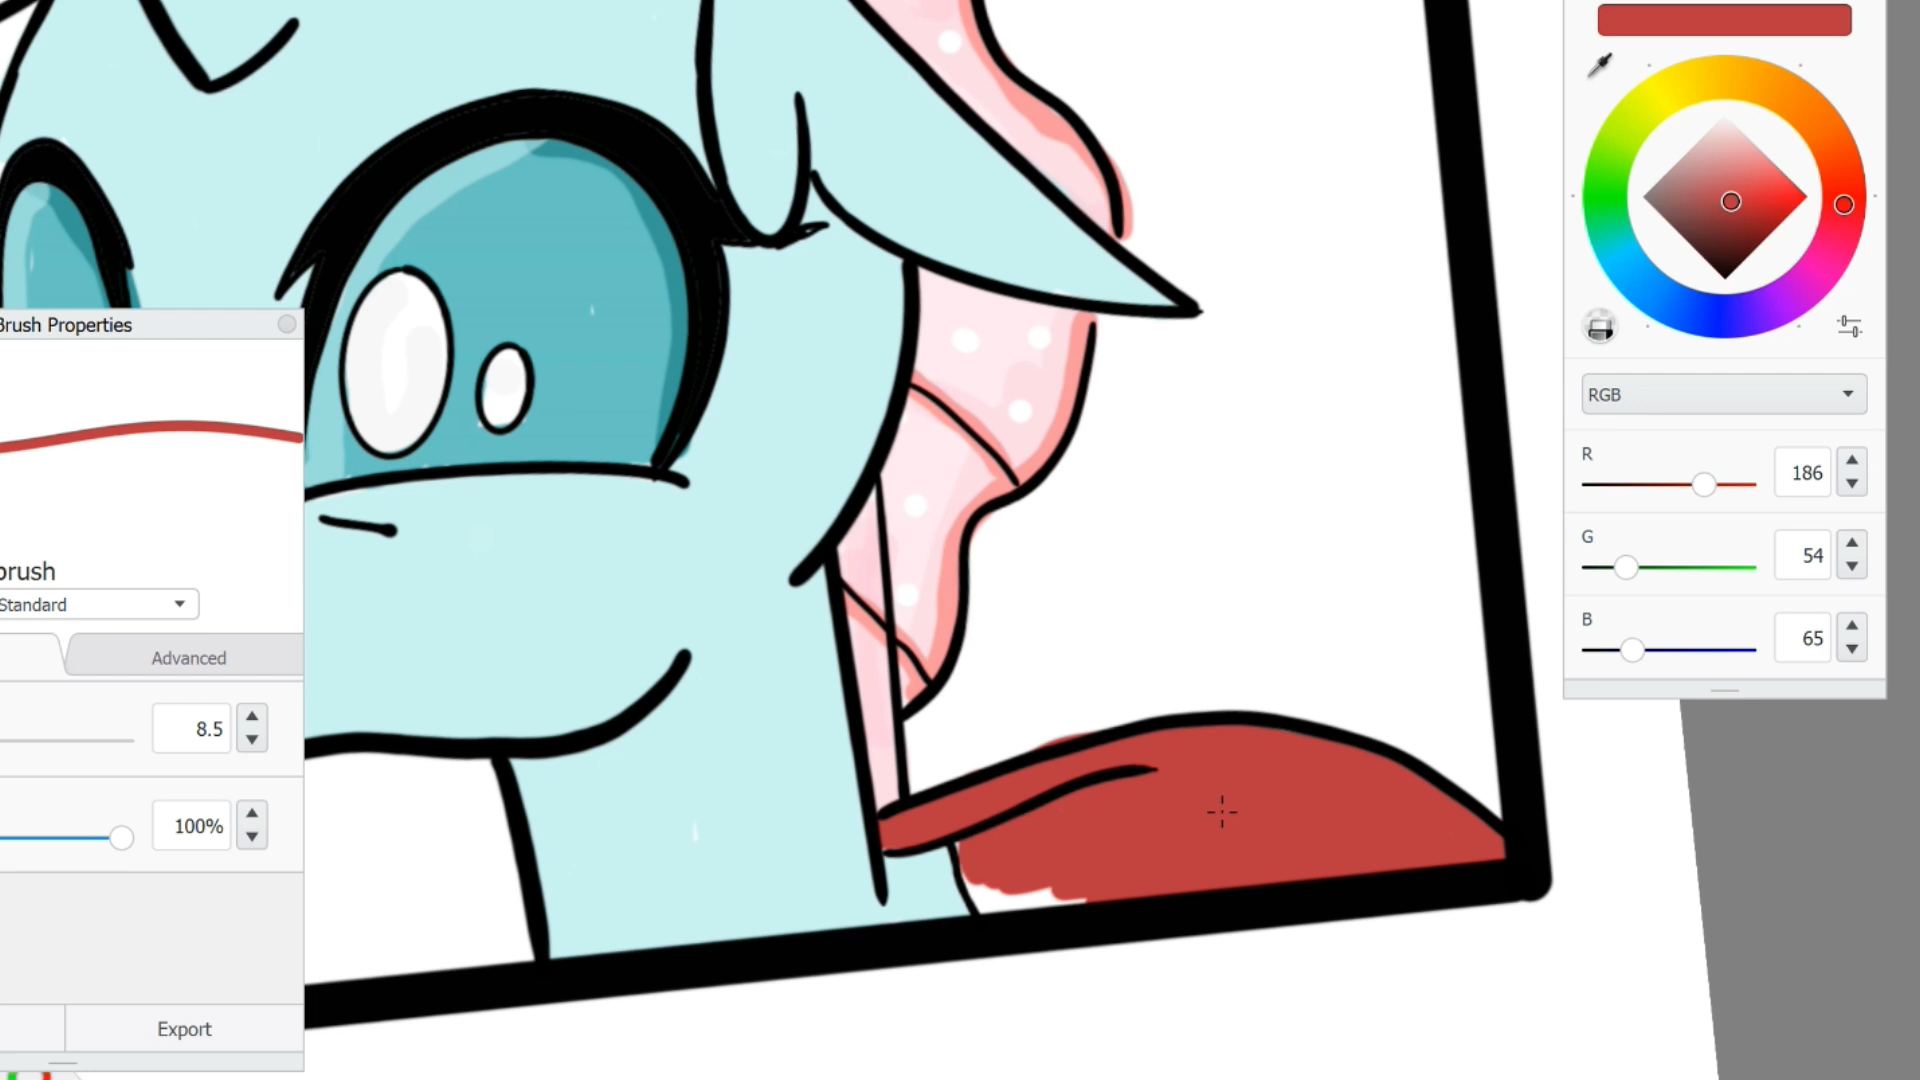 Brush Properties
brush
Standard
Advanced
8.5
100%
Export
RGB
R
186
G
54
B
65